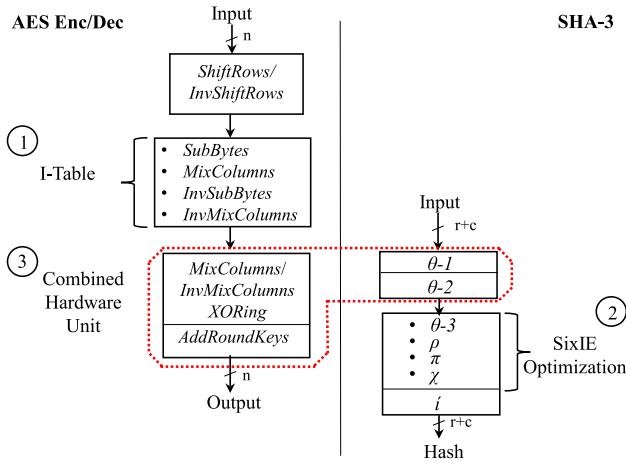 AES Enc/Dec
Input
n
ShiftRows/
InvShiftRows
1
I-Table
• SubBytes
• MixColumns
• InvSubBytes
• InvMixColumns
3
Combined
Hardware
Unit
MixColumns/
InvMixColumns
XORing
AddRoundKeys
n
Output
SHA-3
Input
r+c
θ-1
θ-2
2
SixIE
Optimization
• θ-3
• ρ
• π
• χ
í
r+c
Hash